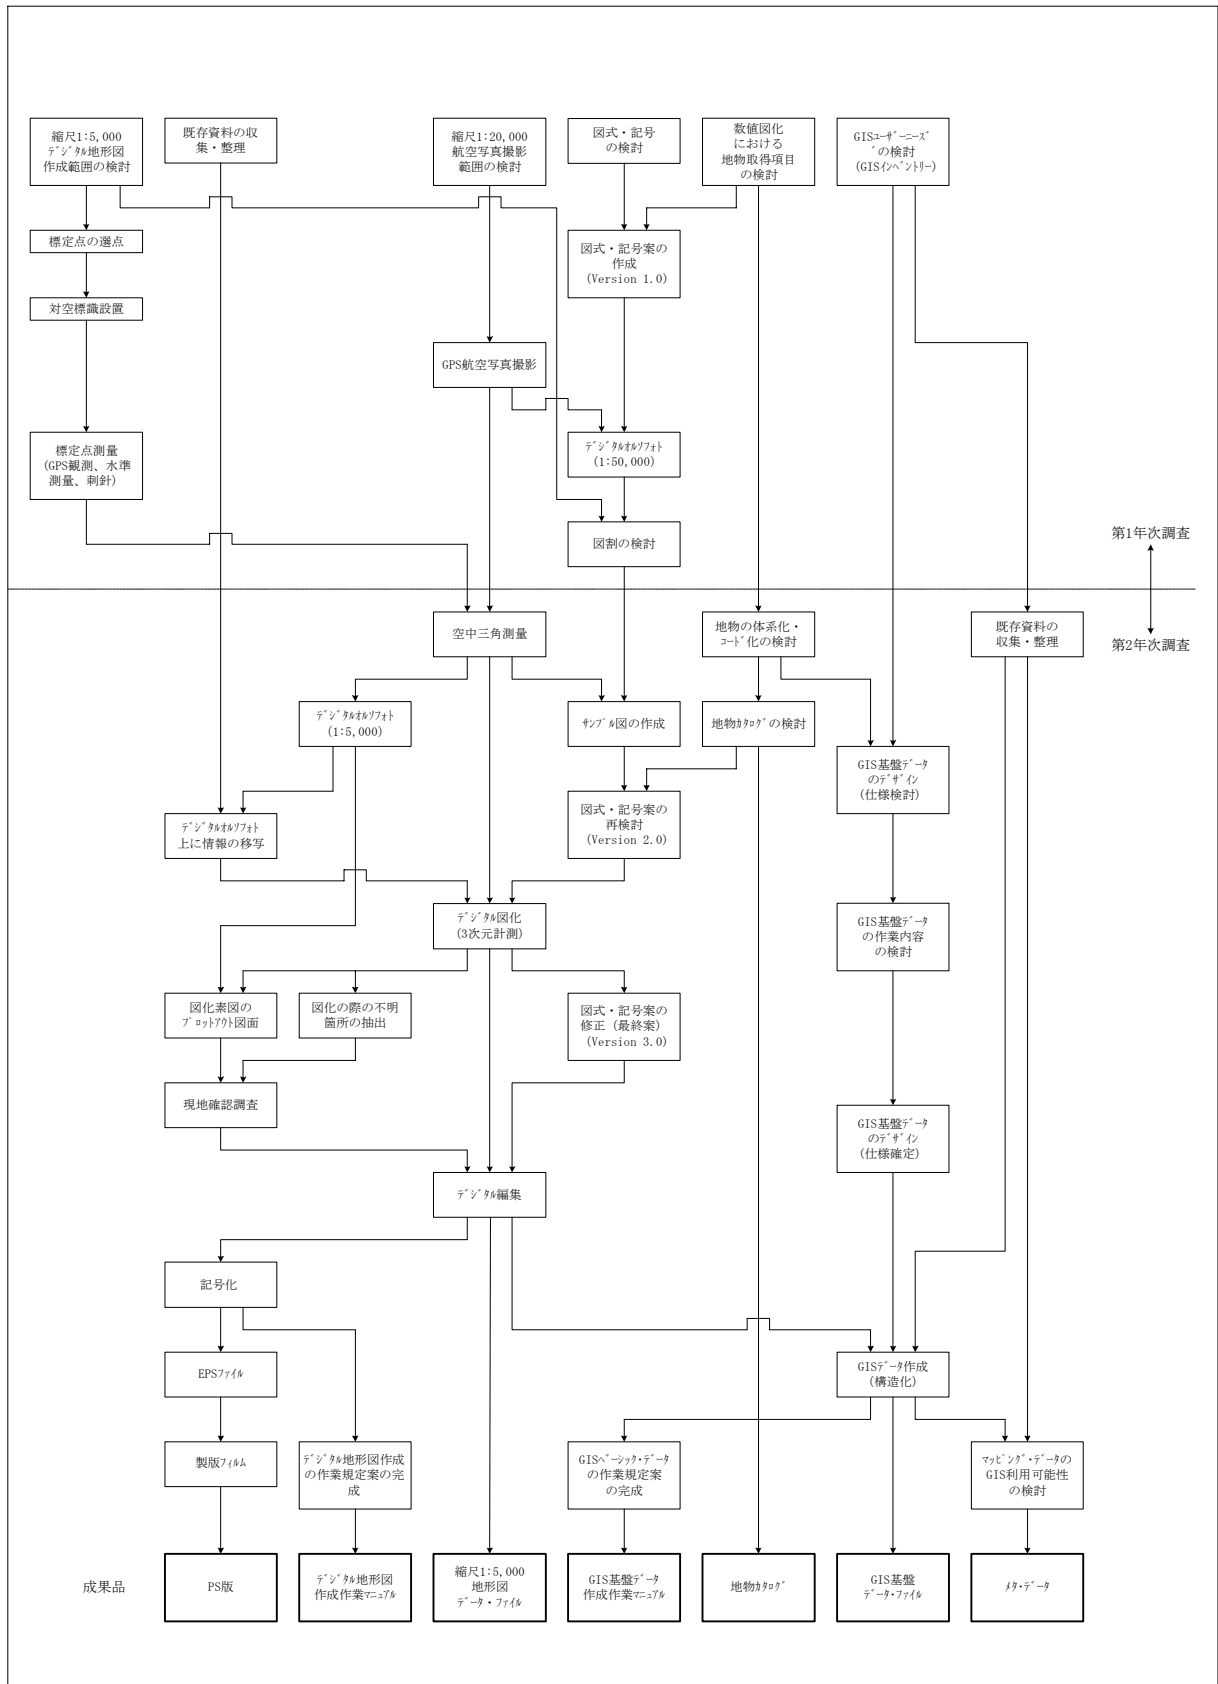 縮尺1:5,000
ﾃﾞｼﾞﾀﾙ地形図
作成範囲の検討
既存資料の収
集・整理
縮尺1:20,000
航空写真撮影
範囲の検討
図式・記号
の検討
数値図化
における
地物取得項目
の検討
GISﾕｰｻﾞｰﾆｰｽﾞ
の検討
(GISｲﾝﾍﾞﾝﾄﾘｰ)
標定点の選点
図式・記号案の
作成
(Version 1.0)
対空標識設置
GPS航空写真撮影
標定点測量
(GPS観測、水準
測量、刺針)
ﾃﾞｼﾞﾀﾙｵﾙｿﾌｫﾄ
(1:50,000)
図割の検討
第1年次調査
空中三角測量
地物の体系化・
ｺｰﾄﾞ化の検討
既存資料の
収集・整理
第2年次調査
ﾃﾞｼﾞﾀﾙｵﾙｿﾌｫﾄ
(1:5,000)
ｻﾝﾌﾟﾙ図の作成
地物ｶﾀﾛｸﾞの検討
GIS基盤ﾃﾞｰﾀ
のﾃﾞｻﾞｲﾝ
(仕様検討)
ﾃﾞｼﾞﾀﾙｵﾙｿﾌｫﾄ
上に情報の移写
図式・記号案の
再検討
(Version 2.0)
ﾃﾞｼﾞﾀﾙ図化
(3次元計測)
GIS基盤ﾃﾞｰﾀ
の作業内容
の検討
図化素図の
ﾌﾟﾛｯﾄｱｳﾄ図面
図化の際の不明
箇所の抽出
図式・記号案の
修正（最終案）
(Version 3.0)
現地確認調査
GIS基盤ﾃﾞｰﾀ
のﾃﾞｻﾞｲﾝ
(仕様確定)
ﾃﾞｼﾞﾀﾙ編集
記号化
EPSﾌｧｲﾙ
GISﾃﾞｰﾀ作成
(構造化)
製版ﾌｨﾙﾑ
ﾃﾞｼﾞﾀﾙ地形図作成
の作業規定案の完
成
GISﾍﾞｰｼｯｸ・ﾃﾞｰﾀ
の作業規定案
の完成
ﾏｯﾋﾟﾝｸﾞ・ﾃﾞｰﾀの
GIS利用可能性
の検討
成果品
PS版
ﾃﾞｼﾞﾀﾙ地形図
作成作業ﾏﾆｭｱﾙ
縮尺1:5,000
地形図
ﾃﾞｰﾀ・ﾌｧｲﾙ
GIS基盤ﾃﾞｰﾀ
作成作業ﾏﾆｭｱﾙ
地物ｶﾀﾛｸﾞ
GIS基盤
ﾃﾞｰﾀ・ﾌｧｲﾙ
ﾒﾀ・ﾃﾞｰﾀ